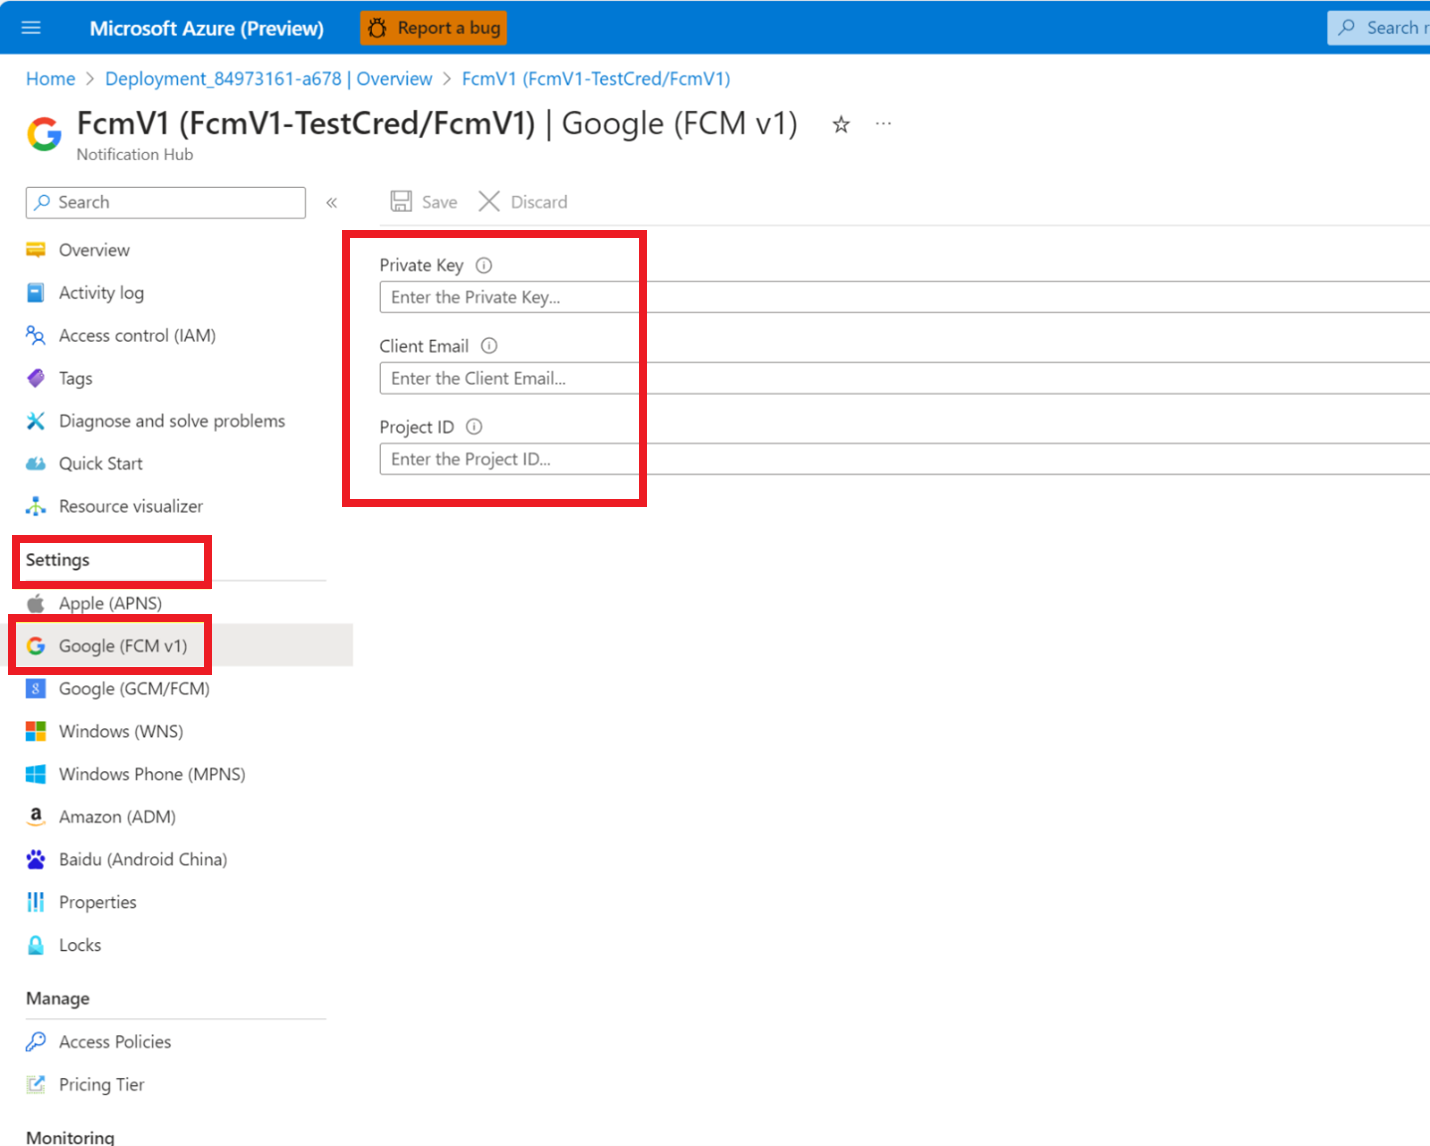 Microsoft Azure (Preview)
Report a bug
Search
Home > Deployment_84973161-a678 | Overview > FcmV1 (FcmV1-TestCred/FcmV1)
FcmV1 (FcmV1-TestCred/FcmV1) | Google (FCM v1)
Notification Hub
Search
Save
Discard
Overview
Activity log
Access control (IAM)
Tags
Diagnose and solve problems
Quick Start
Resource visualizer
Settings
Apple (APNS)
Google (FCM v1)
Google (GCM/FCM)
Windows (WNS)
Windows Phone (MPNS)
Amazon (ADM)
Baidu (Android China)
Properties
Locks
Manage
Access Policies
Pricing Tier
Monitoring
Private Key
Enter the Private Key...
Client Email
Enter the Client Email...
Project ID
Enter the Project ID...